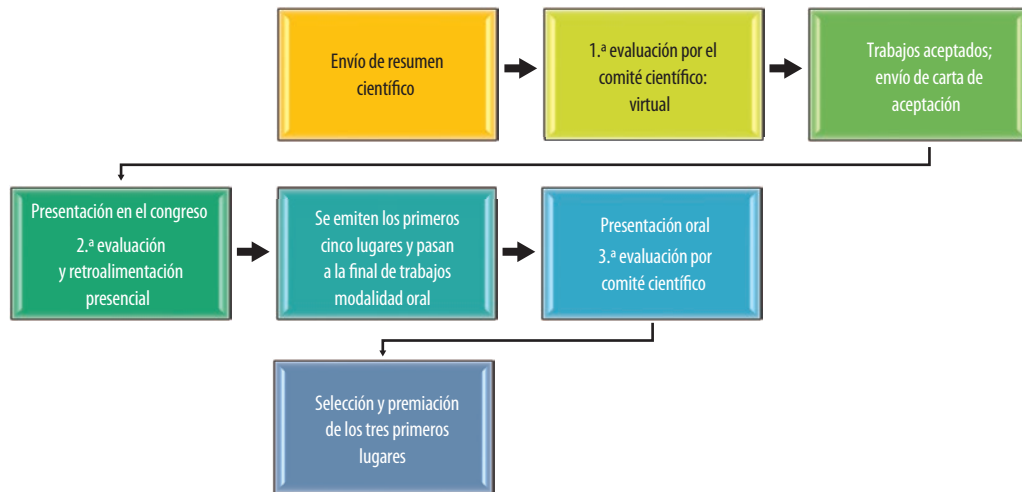 Envío de resumen
científico
1.ª evaluación por el
comité científico:
virtual
Trabajos aceptados;
envío de carta de
aceptación
Presentación en el congreso
2.ª evaluación
y retroalimentación
presencial
Se emiten los primeros
cinco lugares y pasan
a la final de trabajos
modalidad oral
Presentación oral
3.ª evaluación por
comité científico
Selección y premiación
de los tres primeros
lugares